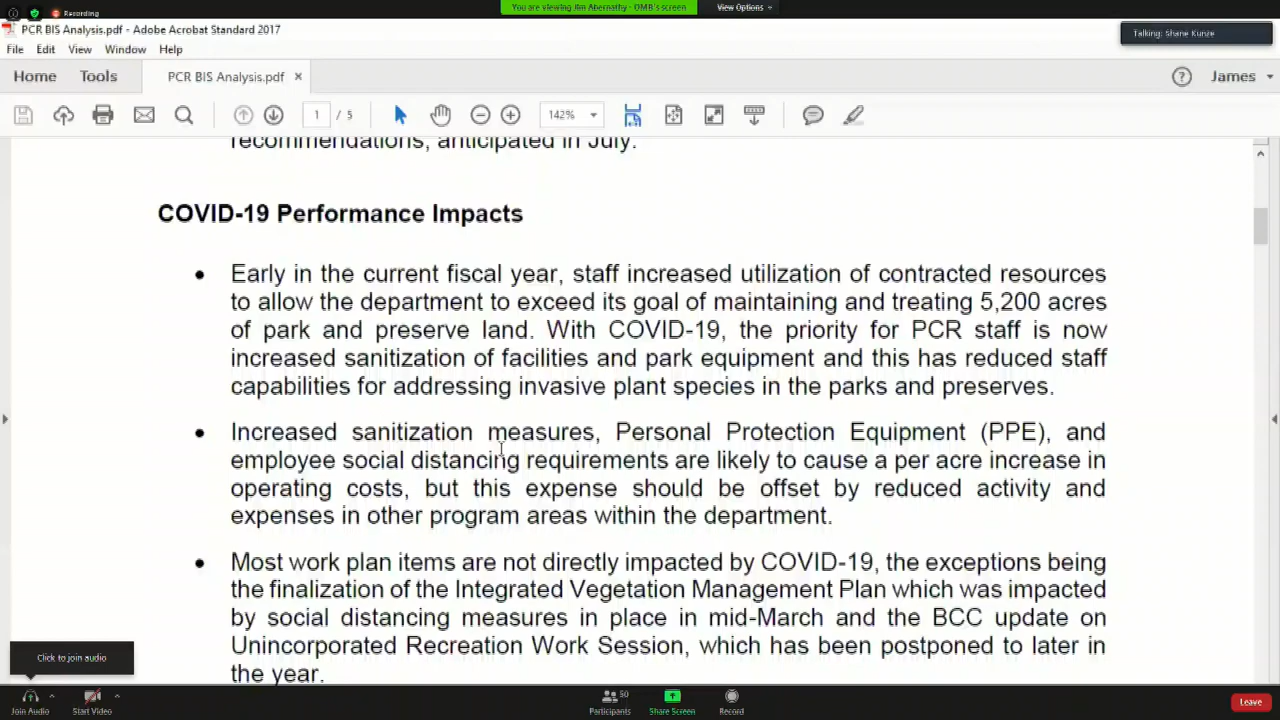 Recording
You are viewing Jim Abernathy - OMB's screen
View Options
PCR BIS Analysis.pdf - Adobe Acrobat Standard 2017
Talking: Shane Kunze
File Edit View Window Help
Home Tools PCR BIS Analysis.pdf × James
1 / 5 142%
recommendations, anticipated in July.
COVID-19 Performance Impacts
• Early in the current fiscal year, staff increased utilization of contracted resources
to allow the department to exceed its goal of maintaining and treating 5,200 acres
of park and preserve land. With COVID-19, the priority for PCR staff is now
increased sanitization of facilities and park equipment and this has reduced staff
capabilities for addressing invasive plant species in the parks and preserves.
• Increased sanitization measures, Personal Protection Equipment (PPE), and
employee social distancing requirements are likely to cause a per acre increase in
operating costs, but this expense should be offset by reduced activity and
expenses in other program areas within the department.
• Most work plan items are not directly impacted by COVID-19, the exceptions being
the finalization of the Integrated Vegetation Management Plan which was impacted
by social distancing measures in place in mid-March and the BCC update on
Unincorporated Recreation Work Session, which has been postponed to later in
the year.
Click to join audio
Join Audio Start Video 50 Participants Share Screen Record Leave